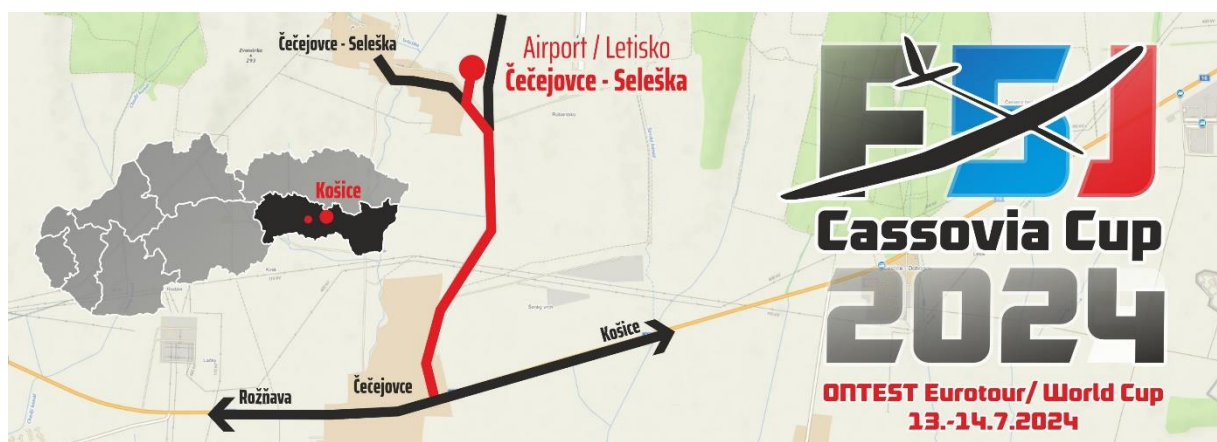 Čečejovce - Seleška
Airport / Letisko
Čečejovce - Seleška
Košice
Košice
Čečejovce
Rožňava
F5J
Cassovia Cup
2024
ONTEST Eurotour/ World Cup
13.-14.7.2024